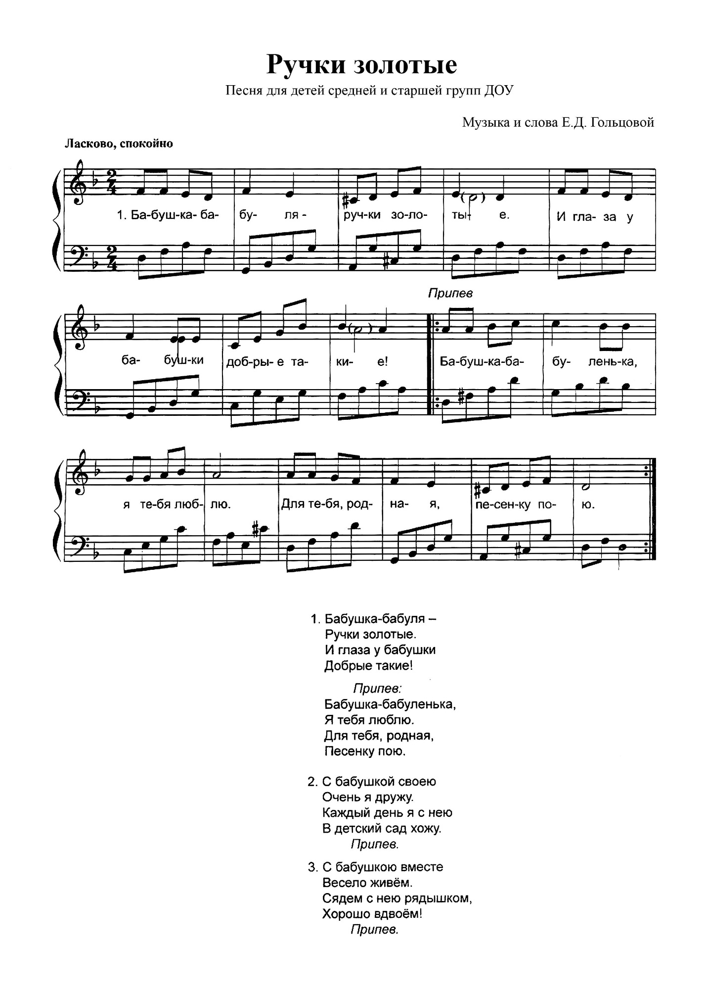 Ручки золотые
Песня для детей средней и старшей групп ДОУ
Музыка и слова Е.Д. Гольцовой
Ласково, спокойно
1. Ба-буш-ка- ба- бу- ля - руч-ки зо-ло- ты- е. И гла- за у
Припев
ба- буш-ки доб-ры- е та- ки- е! Ба-буш-ка-ба- бу- лень-ка,
я те-бя люб- лю. Для те-бя, род- на- я, пе-сен-ку по- ю.
1. Бабушка-бабуля –
Ручки золотые.
И глаза у бабушки
Добрые такие!
Припев:
Бабушка-бабуленька,
Я тебя люблю.
Для тебя, родная,
Песенку пою.
2. С бабушкой своею
Очень я дружу.
Каждый день я с нею
В детский сад хожу.
Припев.
3. С бабушкою вместе
Весело живём.
Сядем с нею рядышком,
Хорошо вдвоём!
Припев.